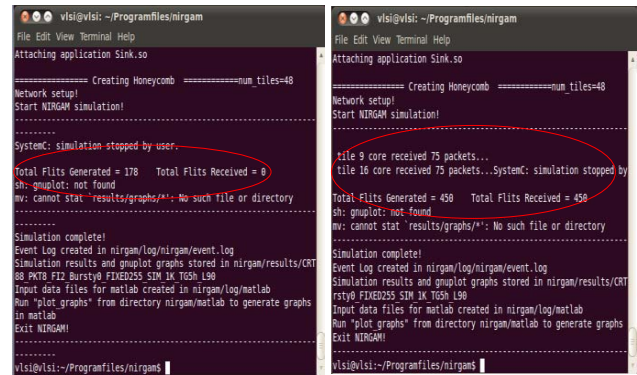 vlsi@vlsi: ~/Programfiles/nirgam
File Edit View Terminal Help
Attaching application Sink.so
================ Creating Honeycomb ============num_tiles=48
Network setup!
Start NIRGAM simulation!
---------
SystemC: simulation stopped by user.
Total Flits Generated = 178 Total Flits Received = 0
sh: gnuplot: not found
mv: cannot stat `results/graphs/*': No such file or directory
---------
Simulation complete!
Event Log created in nirgam/log/nirgam/event.log
Simulation results and gnuplot graphs stored in nirgam/results/CRT
88_PKT8_FI2_Bursty0_FIXED255_SIM_1K_TG5h_L90
Input data files for matlab created in nirgam/log/matlab
Run "plot_graphs" from directory nirgam/matlab to generate graphs
in matlab
Exit NIRGAM!
---------
vlsi@vlsi:~/Programfiles/nirgam$
vlsi@vlsi: ~/Programfiles/nirgam
File Edit View Terminal Help
Attaching application Sink.so
================ Creating Honeycomb ============num_tiles=48
Network setup!
Start NIRGAM simulation!
tile 9 core received 75 packets...
tile 16 core received 75 packets...SystemC: simulation stopped by
Total Flits Generated = 450 Total Flits Received = 450
sh: gnuplot: not found
mv: cannot stat `results/graphs/*': No such file or directory
Simulation complete!
Event Log created in nirgam/log/nirgam/event.log
Simulation results and gnuplot graphs stored in nirgam/results/CRT
rsty0_FIXED255_SIM_1K_TG5h_L90
Input data files for matlab created in nirgam/log/matlab
Run "plot_graphs" from directory nirgam/matlab to generate graphs
Exit NIRGAM!
vlsi@vlsi:~/Programfiles/nirgam$